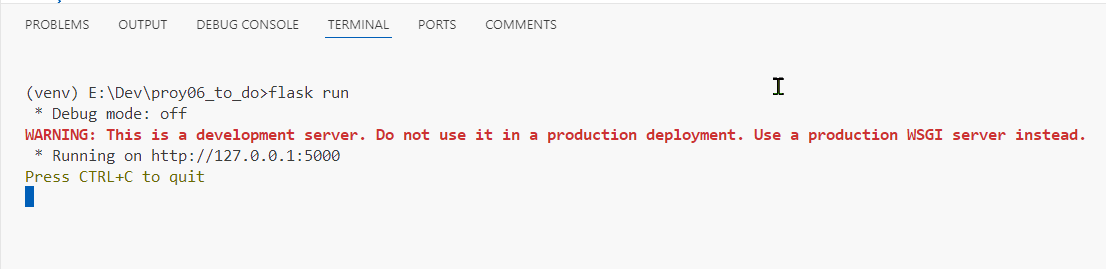 PROBLEMS OUTPUT DEBUG CONSOLE TERMINAL PORTS COMMENTS
(venv) E:\Dev\proy06_to_do>flask run
 * Debug mode: off
WARNING: This is a development server. Do not use it in a production deployment. Use a production WSGI server instead.
 * Running on http://127.0.0.1:5000
Press CTRL+C to quit